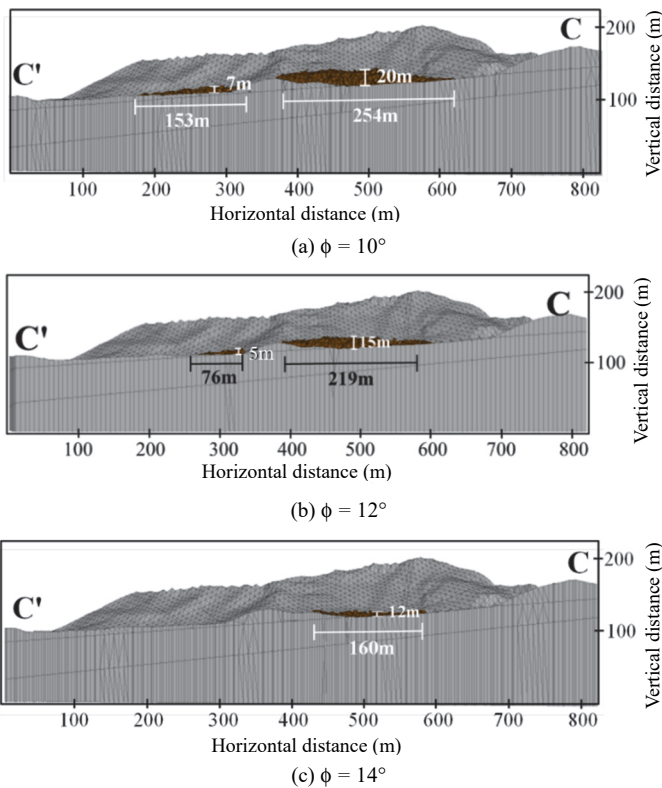 C'
C
200
Vertical distance (m)
7m
20m
100
153m
254m
100 200 300 400 500 600 700 800
Horizontal distance (m)
(a) ϕ = 10°
C'
C
200
Vertical distance (m)
5m
15m
100
76m
219m
100 200 300 400 500 600 700 800
Horizontal distance (m)
(b) ϕ = 12°
C'
C
200
Vertical distance (m)
12m
100
160m
100 200 300 400 500 600 700 800
Horizontal distance (m)
(c) ϕ = 14°